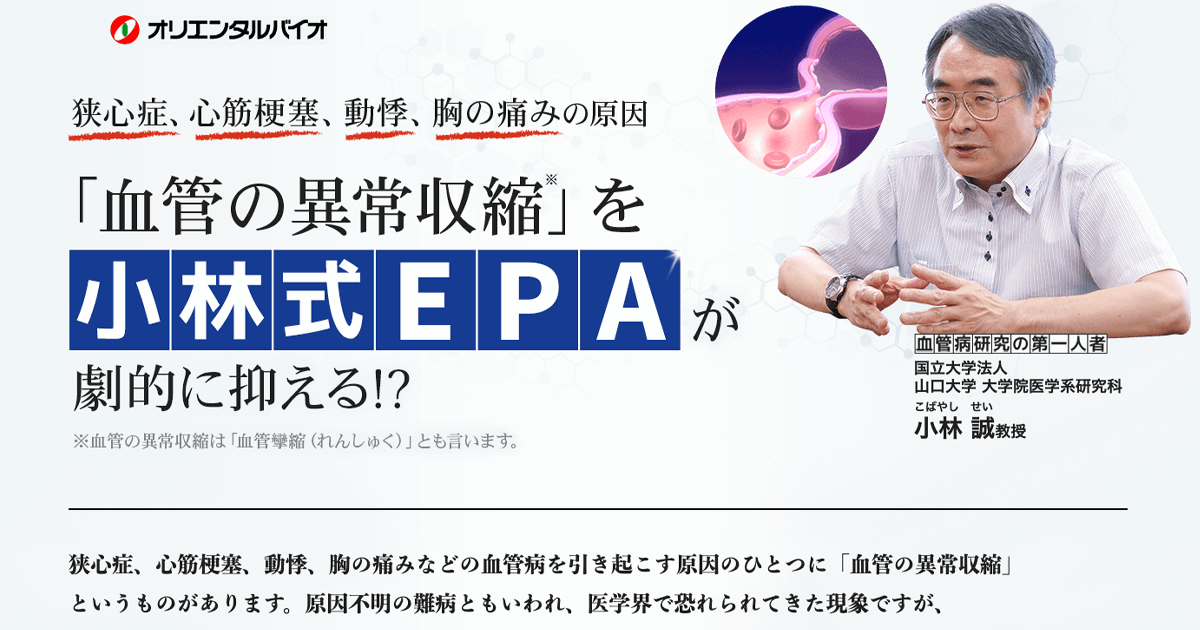 オリエンタルバイオ
狭心症、心筋梗塞、動悸、胸の痛みの原因
「血管の異常収縮※」を
小林式EPAが
劇的に抑える!?
※血管の異常収縮は「血管攣縮（れんしゅく）」とも言います。
血管病研究の第一人者
国立大学法人
山口大学 大学院医学系研究科
こばやし せい
小林 誠教授
狭心症、心筋梗塞、動悸、胸の痛みなどの血管病を引き起こす原因のひとつに「血管の異常収縮」
というものがあります。原因不明の難病ともいわれ、医学界で恐れられてきた現象ですが、